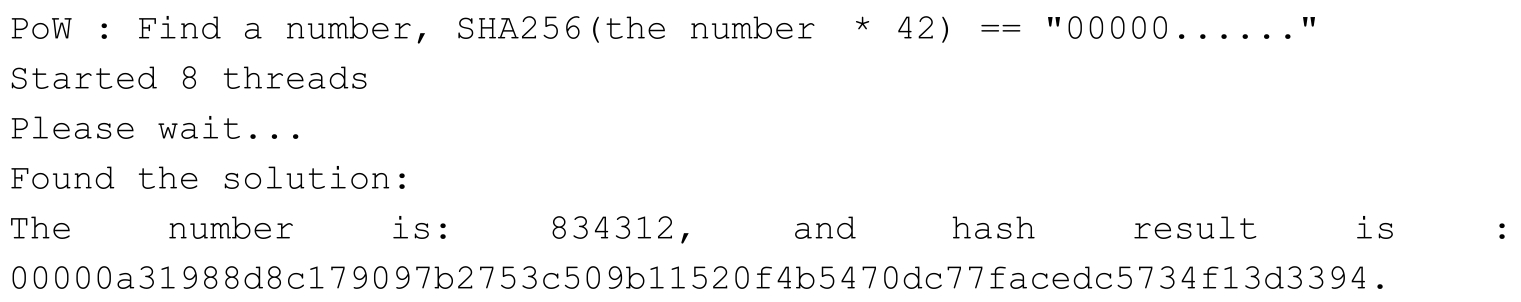 PoW : Find a number, SHA256(the number * 42) == "00000......"
Started 8 threads
Please wait...
Found the solution:
The number is: 834312, and hash result is :
00000a31988d8c179097b2753c509b11520f4b5470dc77facedc5734f13d3394.